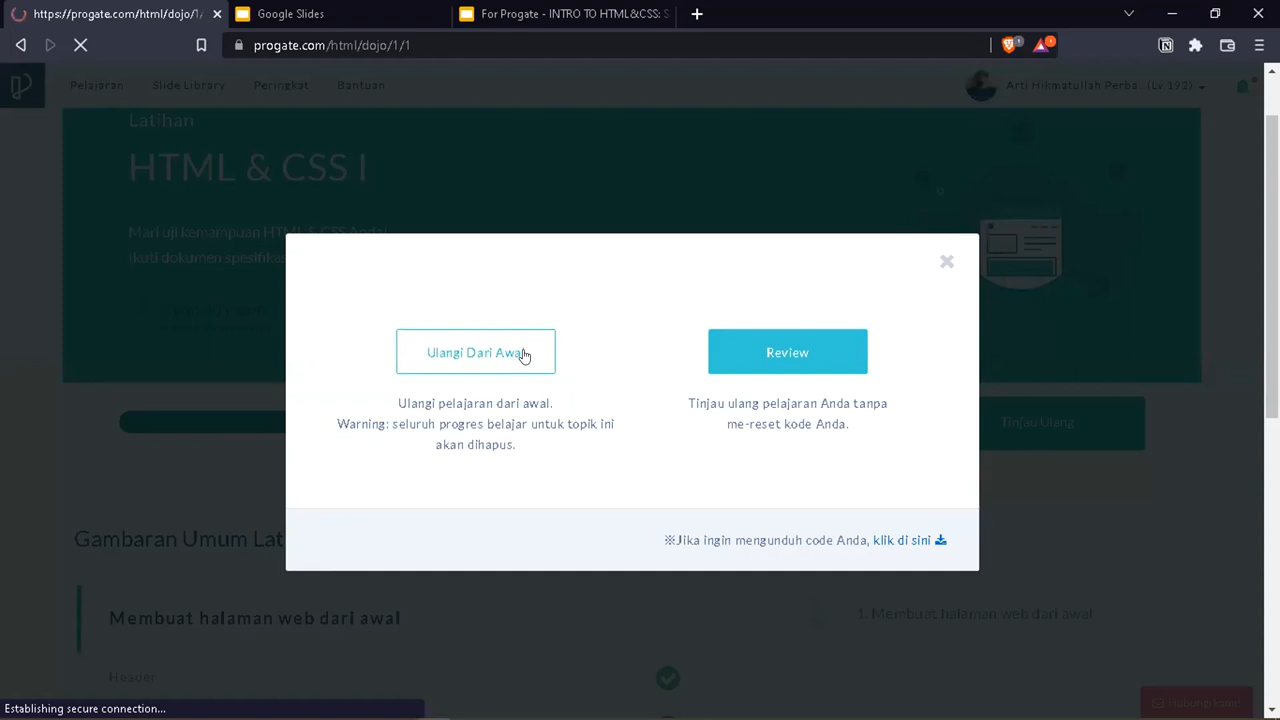 https://progate.com/html/dojo/1/
Google Slides
For Progate - INTRO TO HTML&CSS: S
progate.com/html/dojo/1/1
Pelajaran
Slide Library
Peringkat
Bantuan
Arti Hikmatullah Perba.. (Lv.192)
Latihan
HTML & CSS I
Mari uji kemampuan HTML & CSS Anda!
Ikuti dokumen spesifikas
Ulangi Dari Awal
Review
Ulangi pelajaran dari awal.
Warning: seluruh progres belajar untuk topik ini
akan dihapus.
Tinjau ulang pelajaran Anda tanpa
me-reset kode Anda.
Tinjau Ulang
※Jika ingin mengunduh code Anda, klik di sini
Gambaran Umum Lat
Membuat halaman web dari awal
1. Membuat halaman web dari awal
Header
Hubungi kami!
Establishing secure connection...